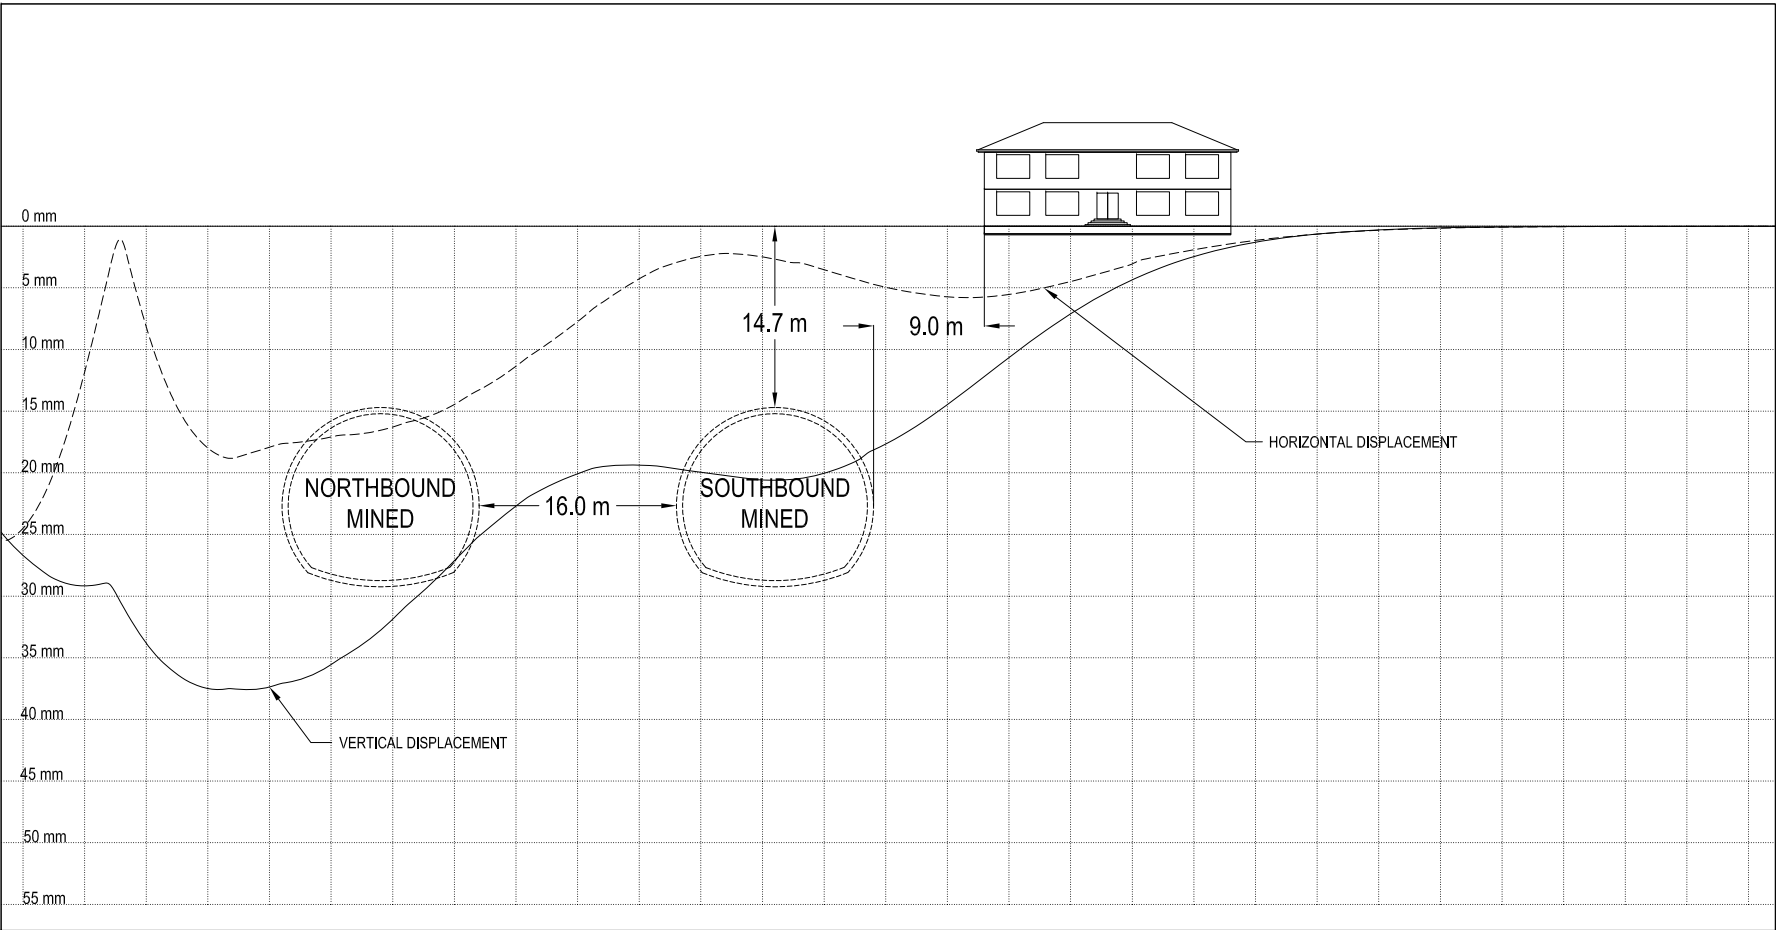 0 mm
5 mm
14.7 m
9.0 m
10 mm
15 mm
HORIZONTAL DISPLACEMENT
20 mm
NORTHBOUND
MINED
16.0 m
SOUTHBOUND
MINED
25 mm
30 mm
35 mm
40 mm
VERTICAL DISPLACEMENT
45 mm
50 mm
55 mm